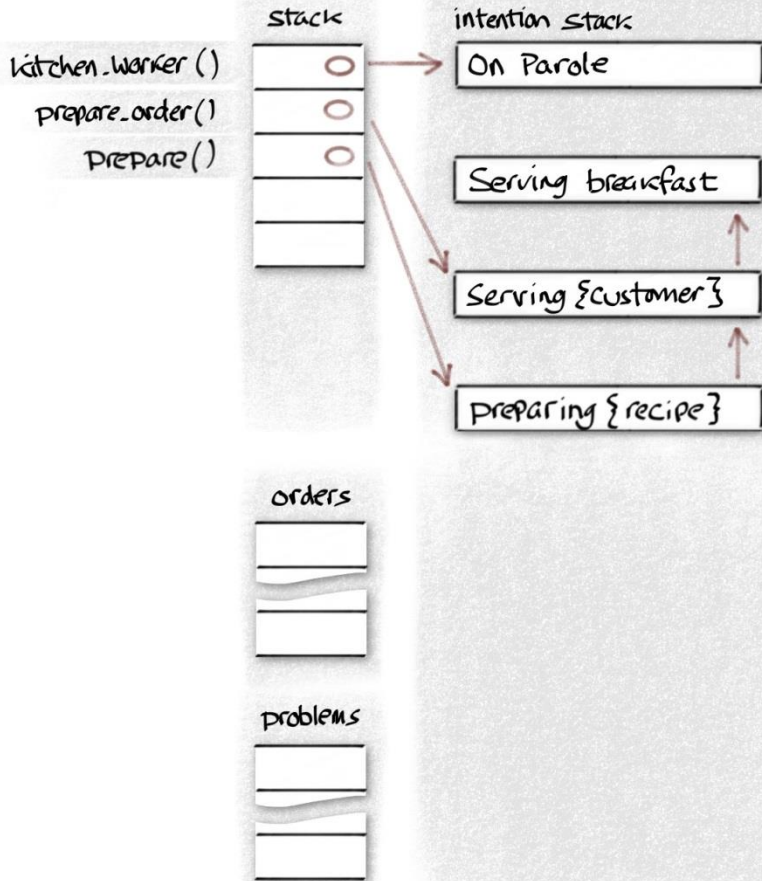 stack
intention stack
kitchen_worker()
On Parole
prepare_order()
prepare()
Serving breakfast
Serving {customer}
preparing {recipe}
orders
problems